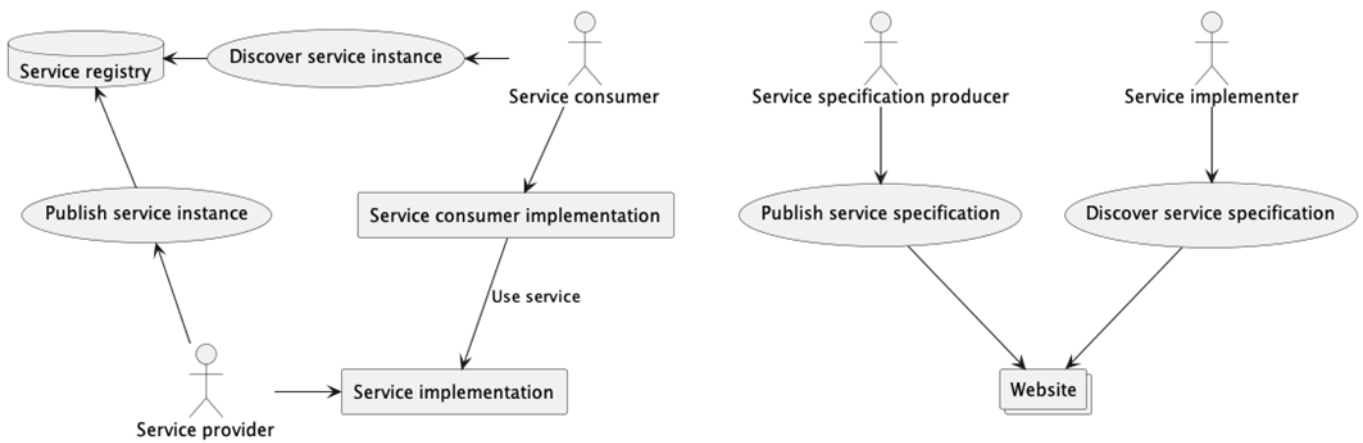 Service registry
Discover service instance
Service consumer
Service specification producer
Service implementer
Publish service instance
Service consumer implementation
Publish service specification
Discover service specification
Use service
Service implementation
Website
Service provider